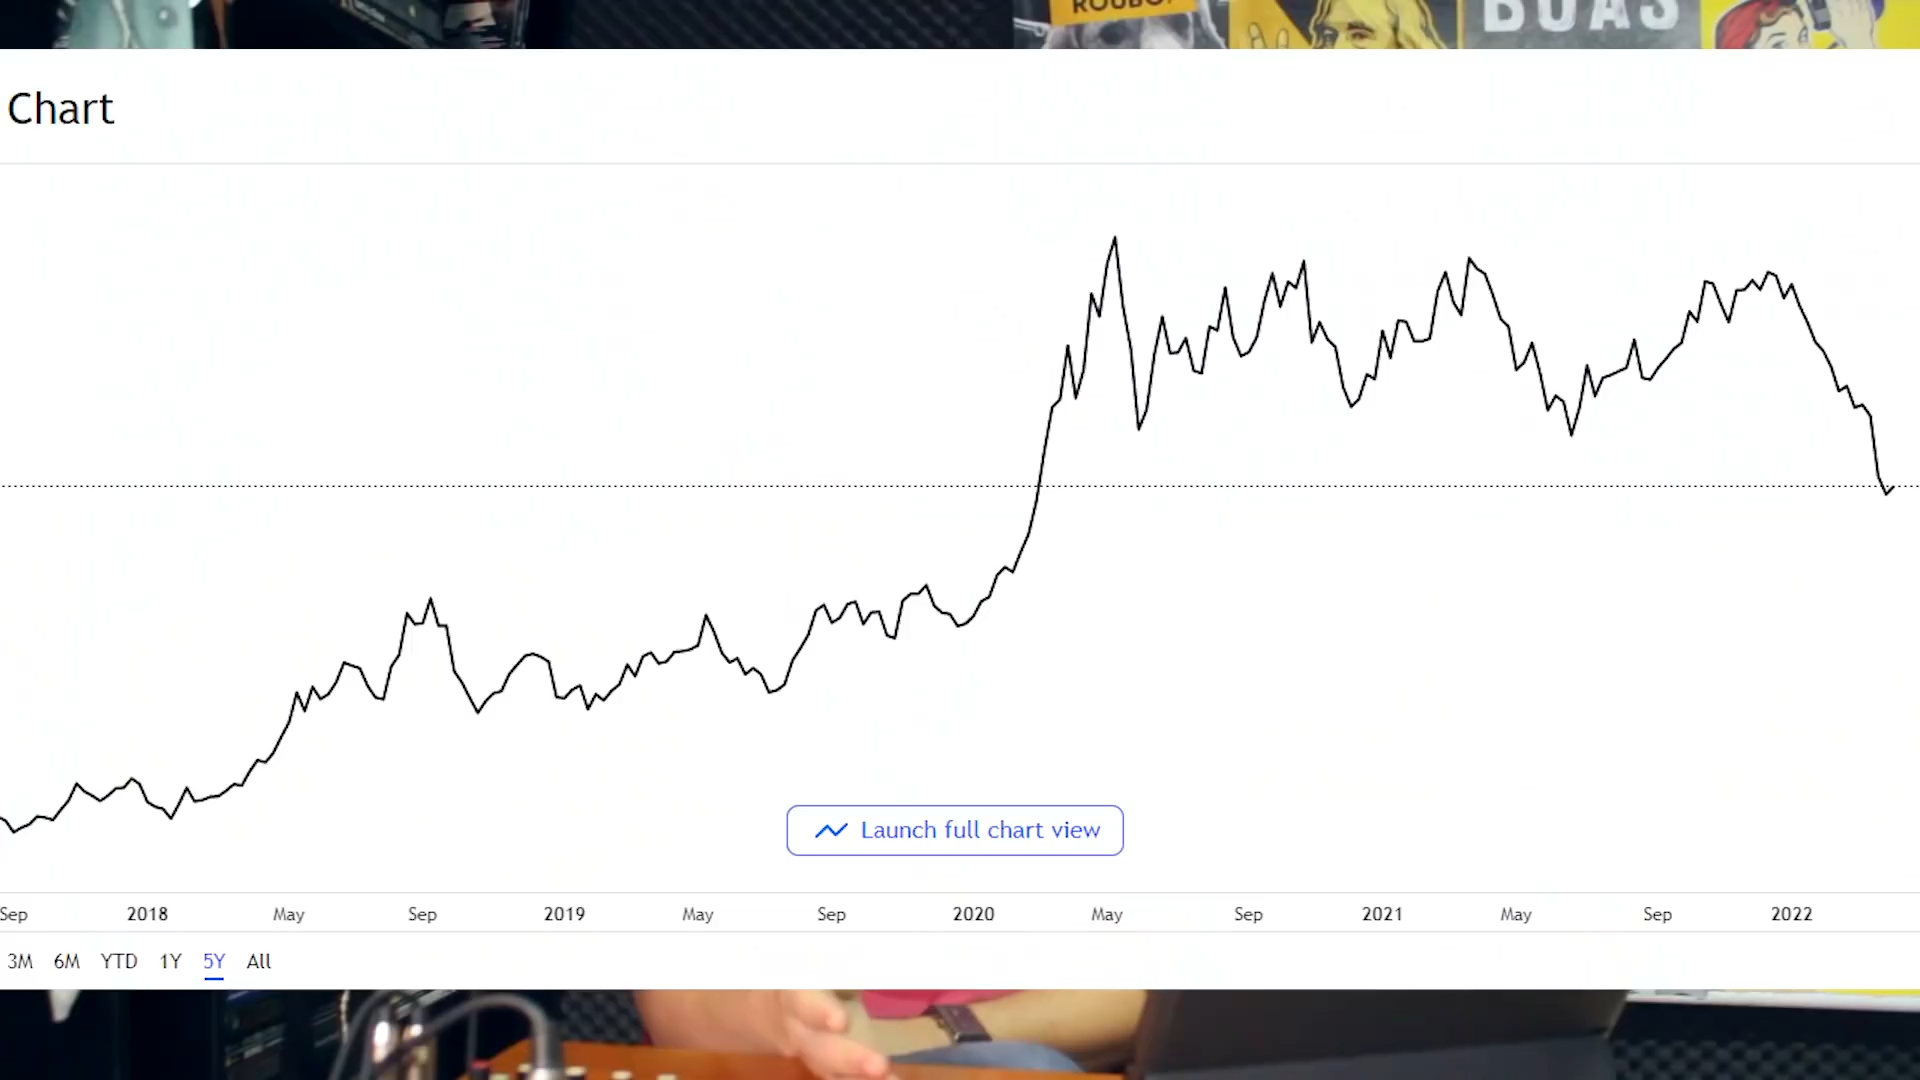 BOAS
Chart
Launch full chart view
Sep 2018 May Sep 2019 May Sep 2020 May Sep 2021 May Sep 2022
3M 6M YTD 1Y 5Y All